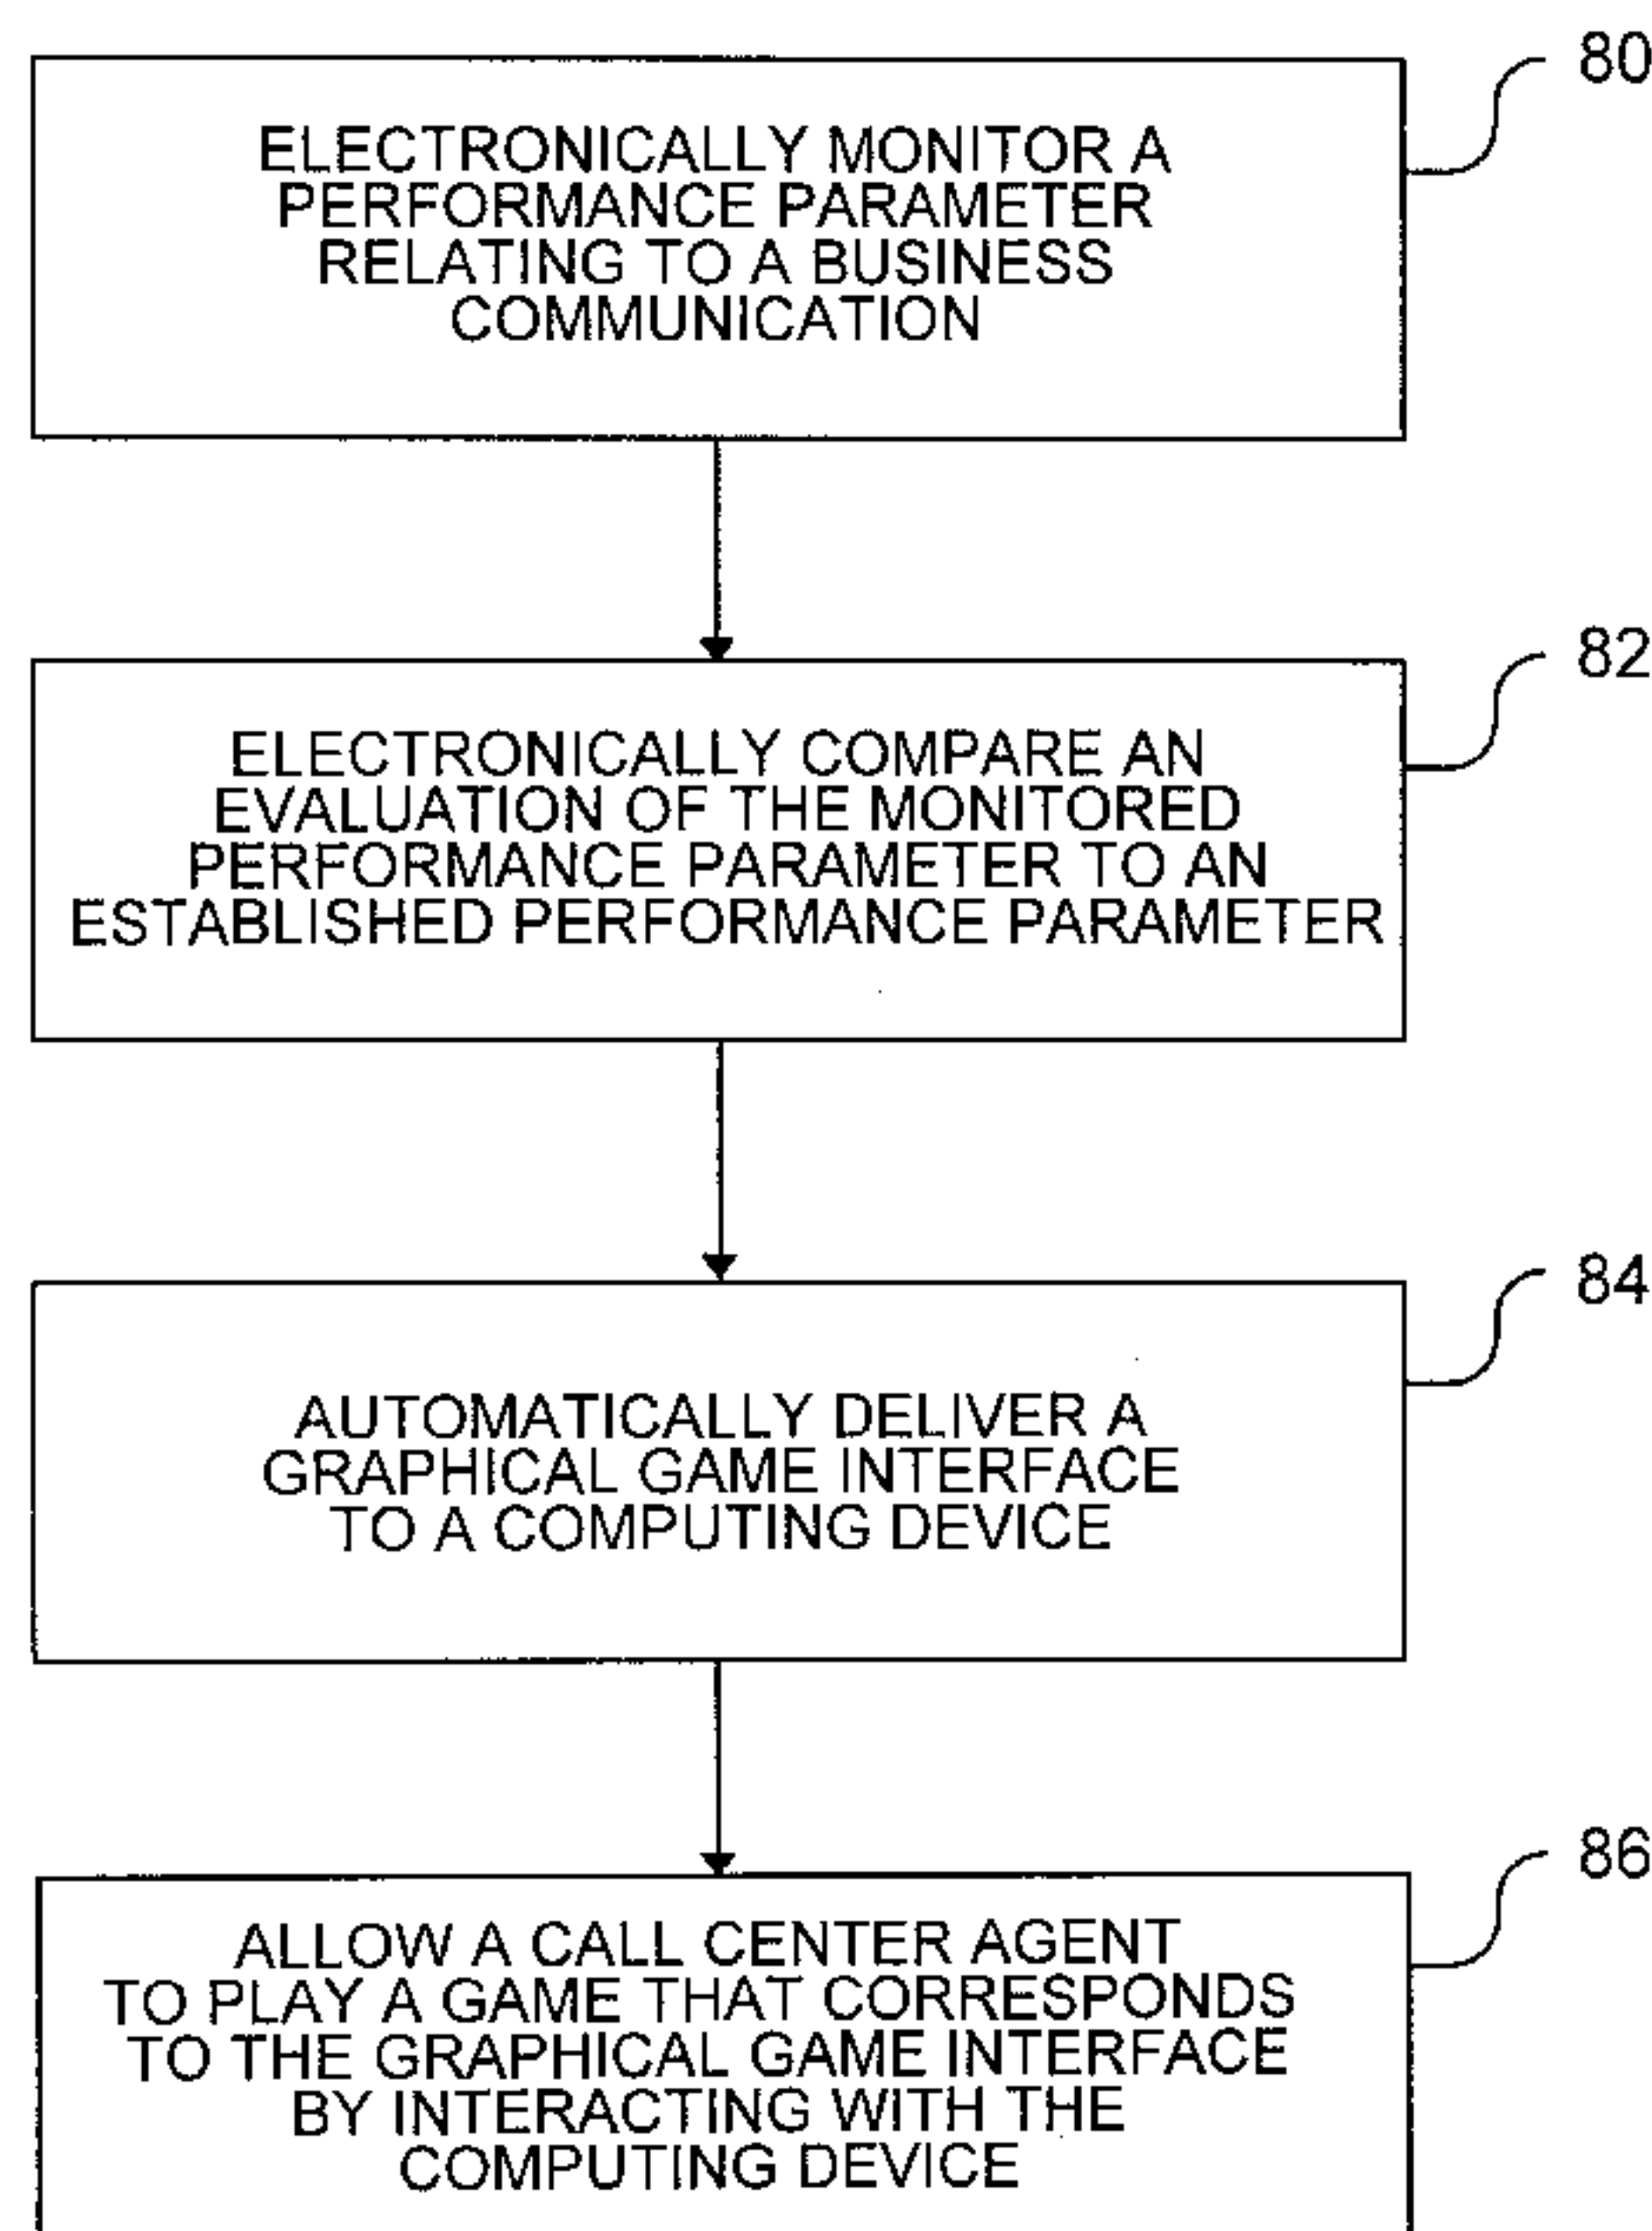 80
ELECTRONICALLY MONITOR A
PERFORMANCE PARAMETER
RELATING TO A BUSINESS
COMMUNICATION
82
ELECTRONICALLY COMPARE AN
EVALUATION OF THE MONITORED
PERFORMANCE PARAMETER TO AN
ESTABLISHED PERFORMANCE PARAMETER
84
AUTOMATICALLY DELIVER A
GRAPHICAL GAME INTERFACE
TO A COMPUTING DEVICE
86
ALLOW A CALL CENTER AGENT
TO PLAY A GAME THAT CORRESPONDS
TO THE GRAPHICAL GAME INTERFACE
BY INTERACTING WITH THE
COMPUTING DEVICE